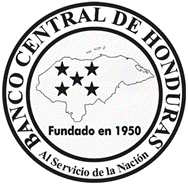 BANCO CENTRAL DE HONDURAS
Fundado en 1950
Al Servicio de la Nación